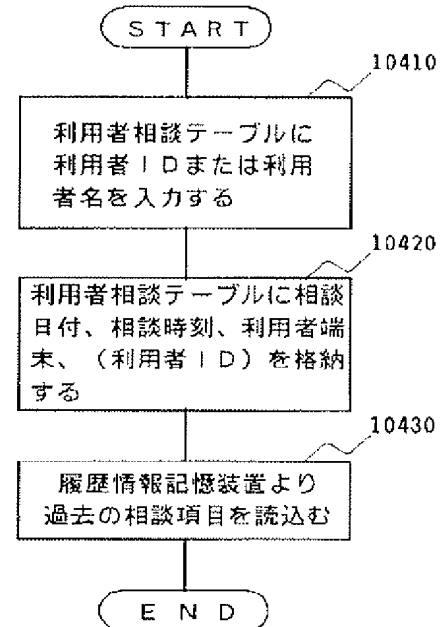 START
10410
利用者相談テーブルに
利用者IDまたは利用
者名を入力する
10420
利用者相談テーブルに相談
日付、相談時刻、利用者端
末、（利用者ID）を格納
する
10430
履歴情報記憶装置より
過去の相談項目を読込む
END